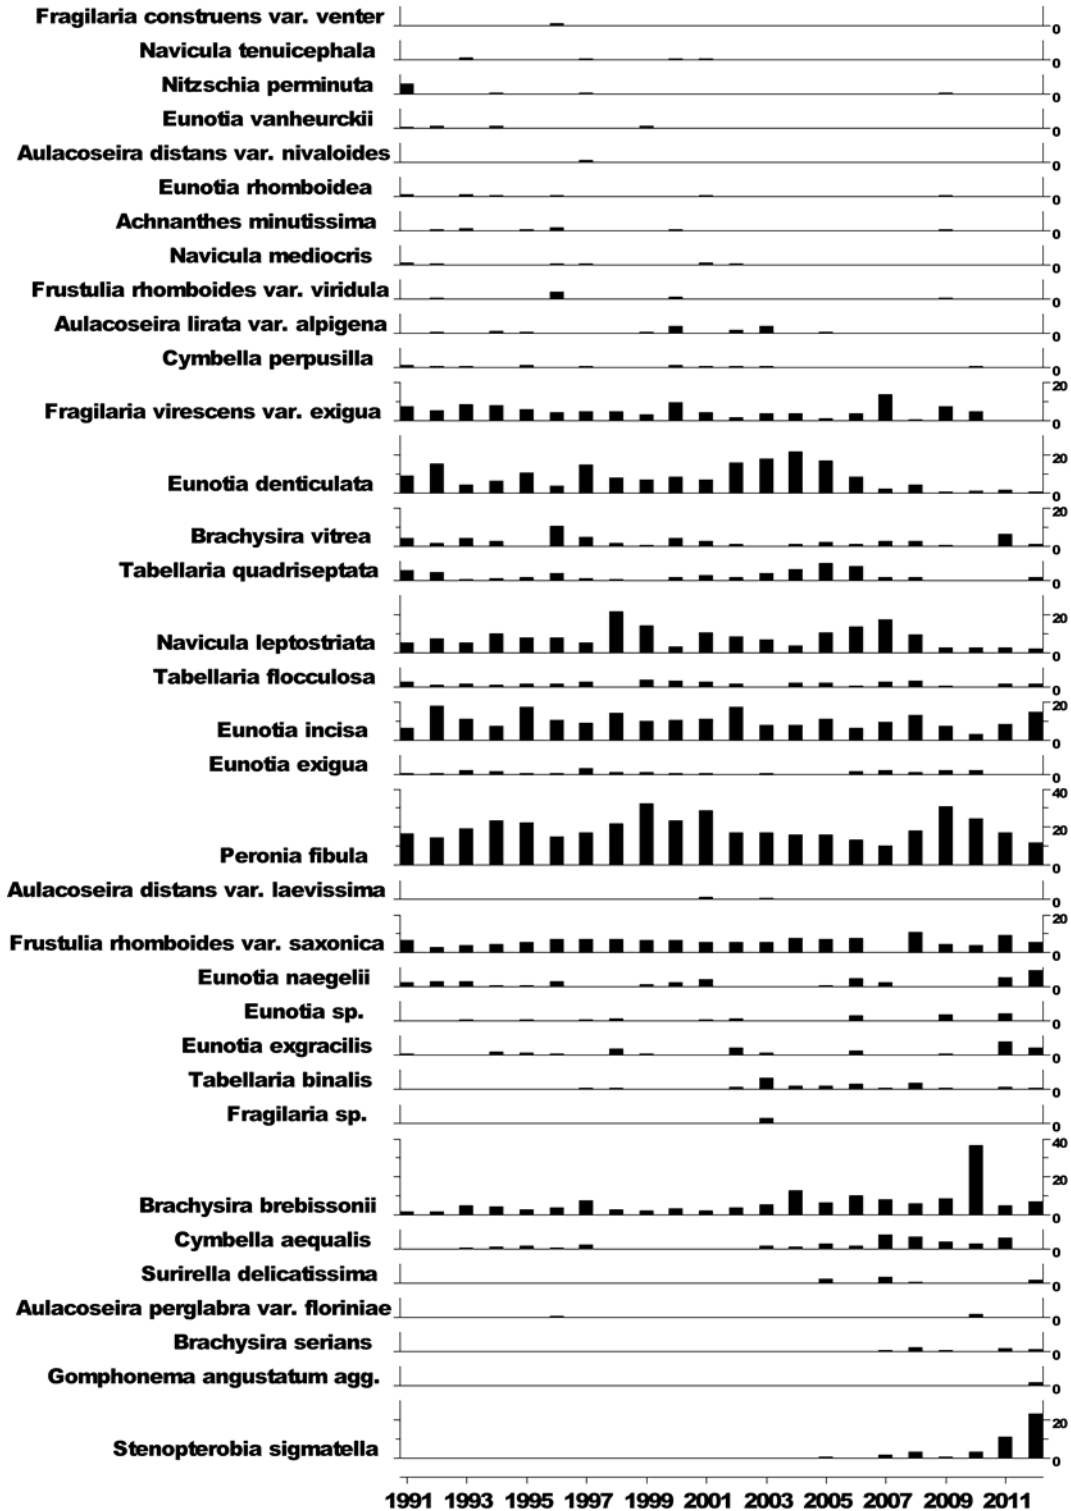 Fragilaria construens var. venter 0
Navicula tenuicephala 0
Nitzschia perminuta 0
Eunotia vanheurckii 0
Aulacoseira distans var. nivaloides 0
Eunotia rhomboidea 0
Achnanthes minutissima 0
Navicula mediocris 0
Frustulia rhomboides var. viridula 0
Aulacoseira lirata var. alpigena 0
Cymbella perpusilla 0
20
Fragilaria virescens var. exigua 0
20
Eunotia denticulata 0
20
Brachysira vitrea 0
Tabellaria quadriseptata 0
20
Navicula leptostriata 0
Tabellaria flocculosa 0
20
Eunotia incisa 0
Eunotia exigua 0
40
20
Peronia fibula 0
Aulacoseira distans var. laevissima 0
20
Frustulia rhomboides var. saxonica 0
Eunotia naegelii 0
Eunotia sp. 0
Eunotia exgracilis 0
Tabellaria binalis 0
Fragilaria sp. 0
40
20
Brachysira brebissonii 0
Cymbella aequalis 0
Surirella delicatissima 0
Aulacoseira perglabra var. floriniae 0
Brachysira serians 0
Gomphonema angustatum agg. 0
20
Stenopterobia sigmatella 0
1991 1993 1995 1997 1999 2001 2003 2005 2007 2009 2011